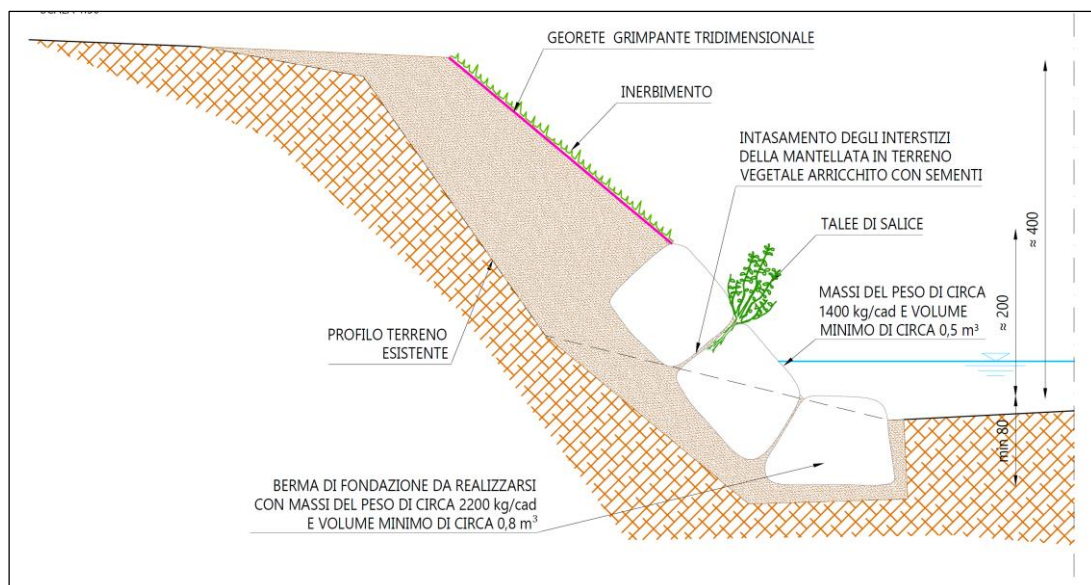 GEORETE GRIMPANTE TRIDIMENSIONALE
INERBIMENTO
INTASAMENTO DEGLI INTERSTIZI
DELLA MANTELLATA IN TERRENO
VEGETALE ARRICCHITO CON SEMENTI
TALEE DI SALICE
MASSI DEL PESO DI CIRCA
1400 kg/cad E VOLUME
MINIMO DI CIRCA 0,5 m³
≈ 400
≈ 200
min 80
PROFILO TERRENO
ESISTENTE
BERMA DI FONDAZIONE DA REALIZZARSI
CON MASSI DEL PESO DI CIRCA 2200 kg/cad
E VOLUME MINIMO DI CIRCA 0,8 m³